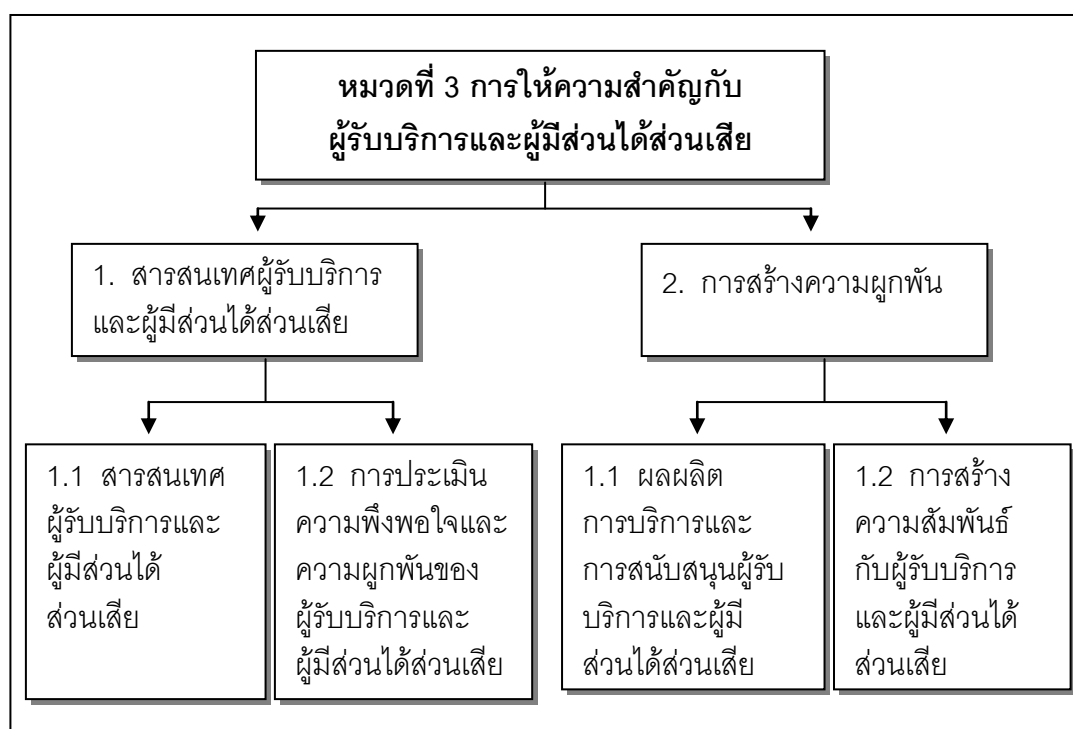 หมวดที่ 3 การให้ความสำคัญกับ
ผู้รับบริการและผู้มีส่วนได้ส่วนเสีย
1. สารสนเทศผู้รับบริการ
และผู้มีส่วนได้ส่วนเสีย
2. การสร้างความผูกพัน
1.1 สารสนเทศ
ผู้รับบริการและ
ผู้มีส่วนได้
ส่วนเสีย
1.2 การประเมิน
ความพึงพอใจและ
ความผูกพันของ
ผู้รับบริการและ
ผู้มีส่วนได้ส่วนเสีย
1.1 ผลผลิต
การบริการและ
การสนับสนุนผู้รับ
บริการและผู้มี
ส่วนได้ส่วนเสีย
1.2 การสร้าง
ความสัมพันธ์
กับผู้รับบริการ
และผู้มีส่วนได้
ส่วนเสีย